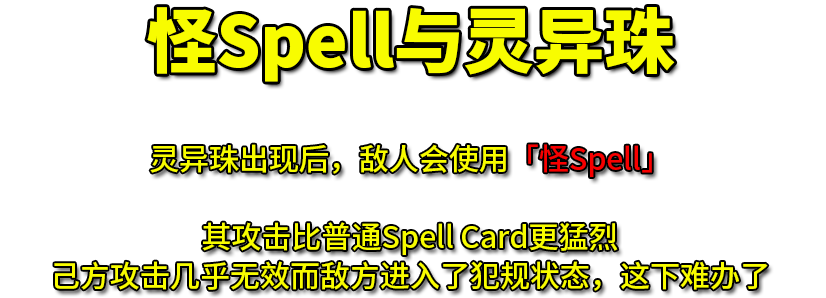 怪Spell与灵异珠
灵异珠出现后，敌人会使用「怪Spell」
其攻击比普通Spell Card更猛烈
己方攻击几乎无效而敌方进入了犯规状态，这下难办了